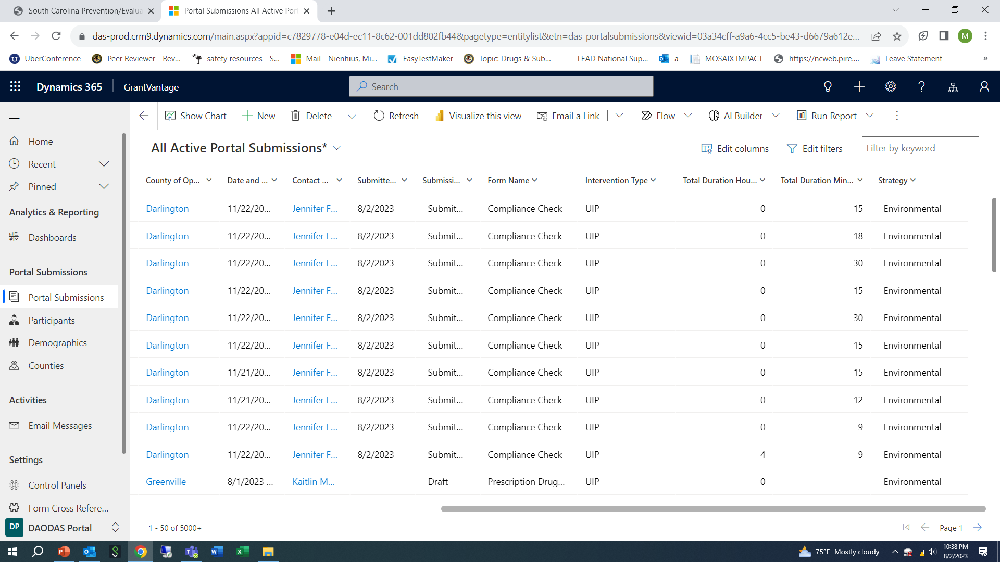 South Carolina Prevention/Evalua
Portal Submissions All Active Por
das-prod.crm9.dynamics.com/main.aspx?appid=c7829778-e04d-ec11-8c62-001dd802fb44&pagetype=entitylist&etn=das_portalsubmissions&viewid=03a34cff-a9a6-4cc5-be43-d6679a612e...
M
UberConference
Peer Reviewer - Rev...
safety resources - S...
Mail - Nienhius, Mi...
EasyTestMaker
Topic: Drugs & Sub...
LEAD National Sup...
a
MOSAIX IMPACT
https://ncweb.pire....
Leave Statement
»
Dynamics 365
GrantVantage
Search
Show Chart
New
Delete
Refresh
Visualize this view
Email a Link
Flow
AI Builder
Run Report
Home
Recent
Pinned
Analytics & Reporting
Dashboards
Portal Submissions
Portal Submissions
Participants
Demographics
Counties
Activities
Email Messages
Settings
Control Panels
Form Cross Refere...
DP DAODAS Portal
All Active Portal Submissions*
Edit columns
Edit filters
Filter by keyword
County of Op... Date and ... Contact ... Submitte... Submissi... Form Name Intervention Type Total Duration Hou... Total Duration Min... Strategy
Darlington 11/22/20... Jennifer F... 8/2/2023 Submit... Compliance Check UIP 0 15 Environmental
Darlington 11/22/20... Jennifer F... 8/2/2023 Submit... Compliance Check UIP 0 18 Environmental
Darlington 11/22/20... Jennifer F... 8/2/2023 Submit... Compliance Check UIP 0 30 Environmental
Darlington 11/22/20... Jennifer F... 8/2/2023 Submit... Compliance Check UIP 0 15 Environmental
Darlington 11/22/20... Jennifer F... 8/2/2023 Submit... Compliance Check UIP 0 30 Environmental
Darlington 11/22/20... Jennifer F... 8/2/2023 Submit... Compliance Check UIP 0 15 Environmental
Darlington 11/21/20... Jennifer F... 8/2/2023 Submit... Compliance Check UIP 0 15 Environmental
Darlington 11/21/20... Jennifer F... 8/2/2023 Submit... Compliance Check UIP 0 12 Environmental
Darlington 11/22/20... Jennifer F... 8/2/2023 Submit... Compliance Check UIP 0 9 Environmental
Darlington 11/22/20... Jennifer F... 8/2/2023 Submit... Compliance Check UIP 4 9 Environmental
Greenville 8/1/2023 ... Kaitlin M... Draft Prescription Drug... UIP 0 Environmental
1 - 50 of 5000+
Page 1
75°F Mostly cloudy
10:38 PM
8/2/2023